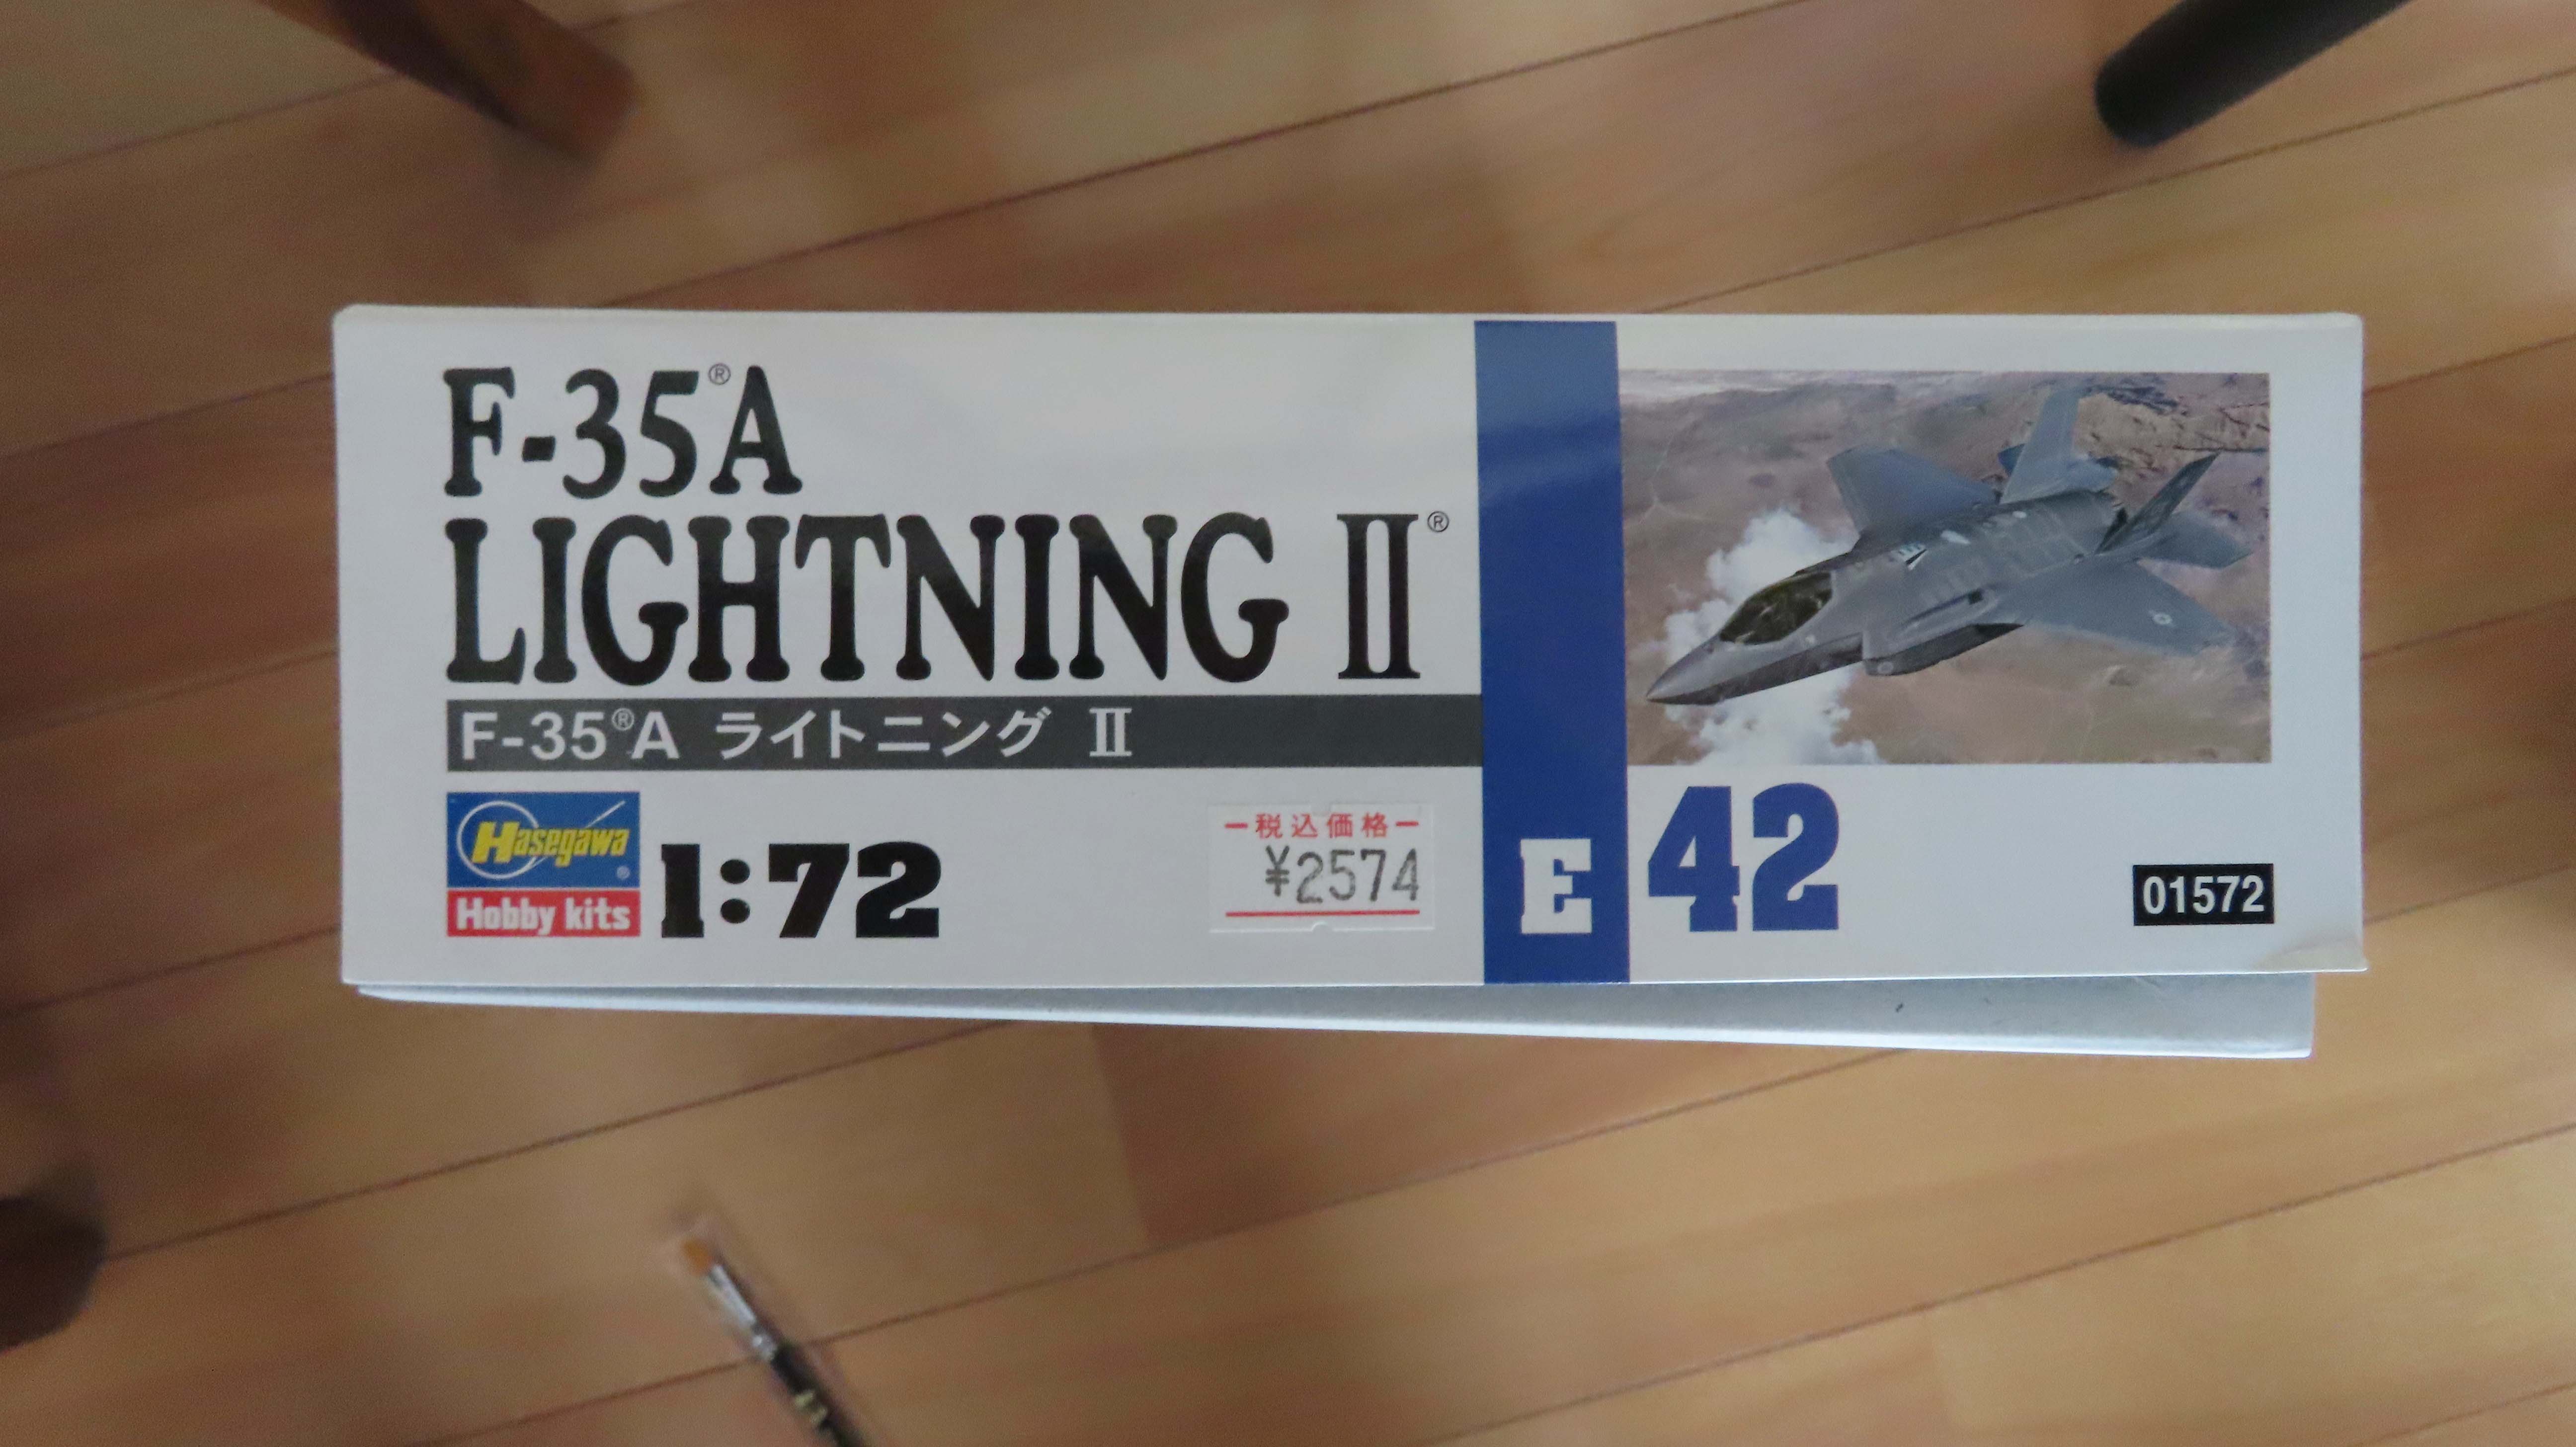 F-35®A
LIGHTNING II®
F-35®A ライトニング II
Hasegawa®
Hobby kits
1:72
税込価格
¥2574
E 42
01572